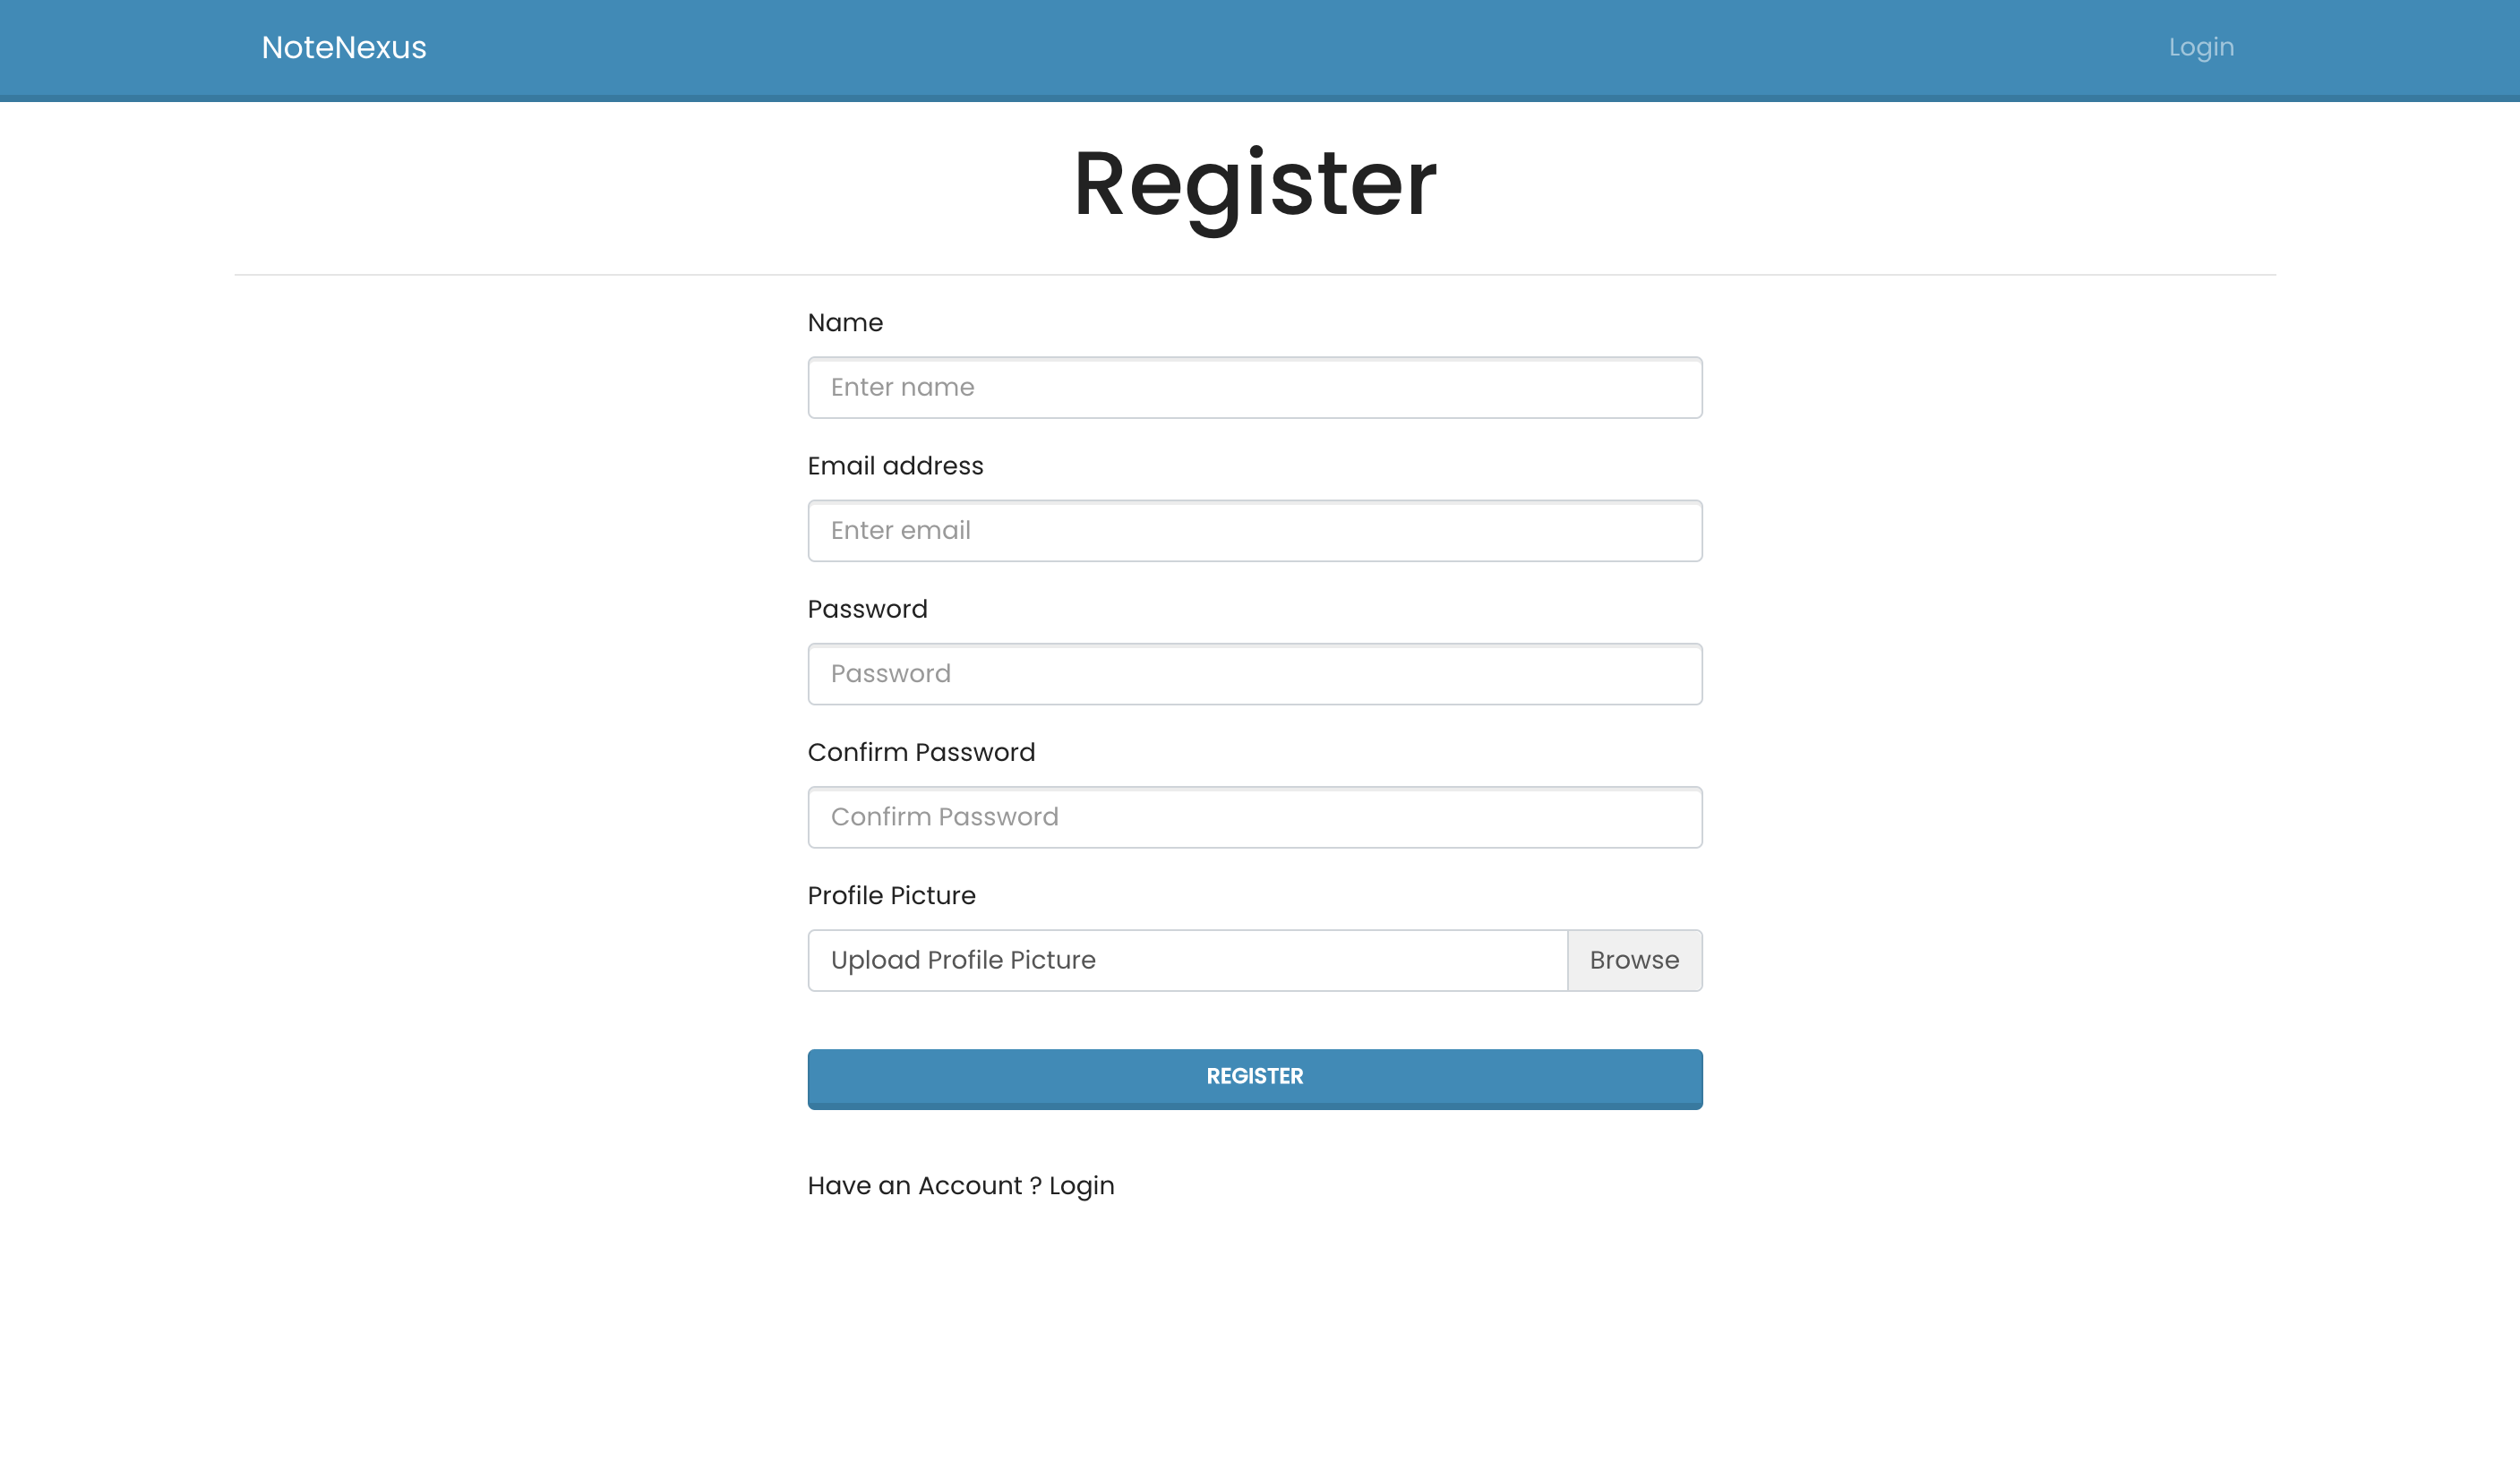 NoteNexus
Login
Register
Name
Enter name
Email address
Enter email
Password
Password
Confirm Password
Confirm Password
Profile Picture
Upload Profile Picture
Browse
REGISTER
Have an Account ? Login